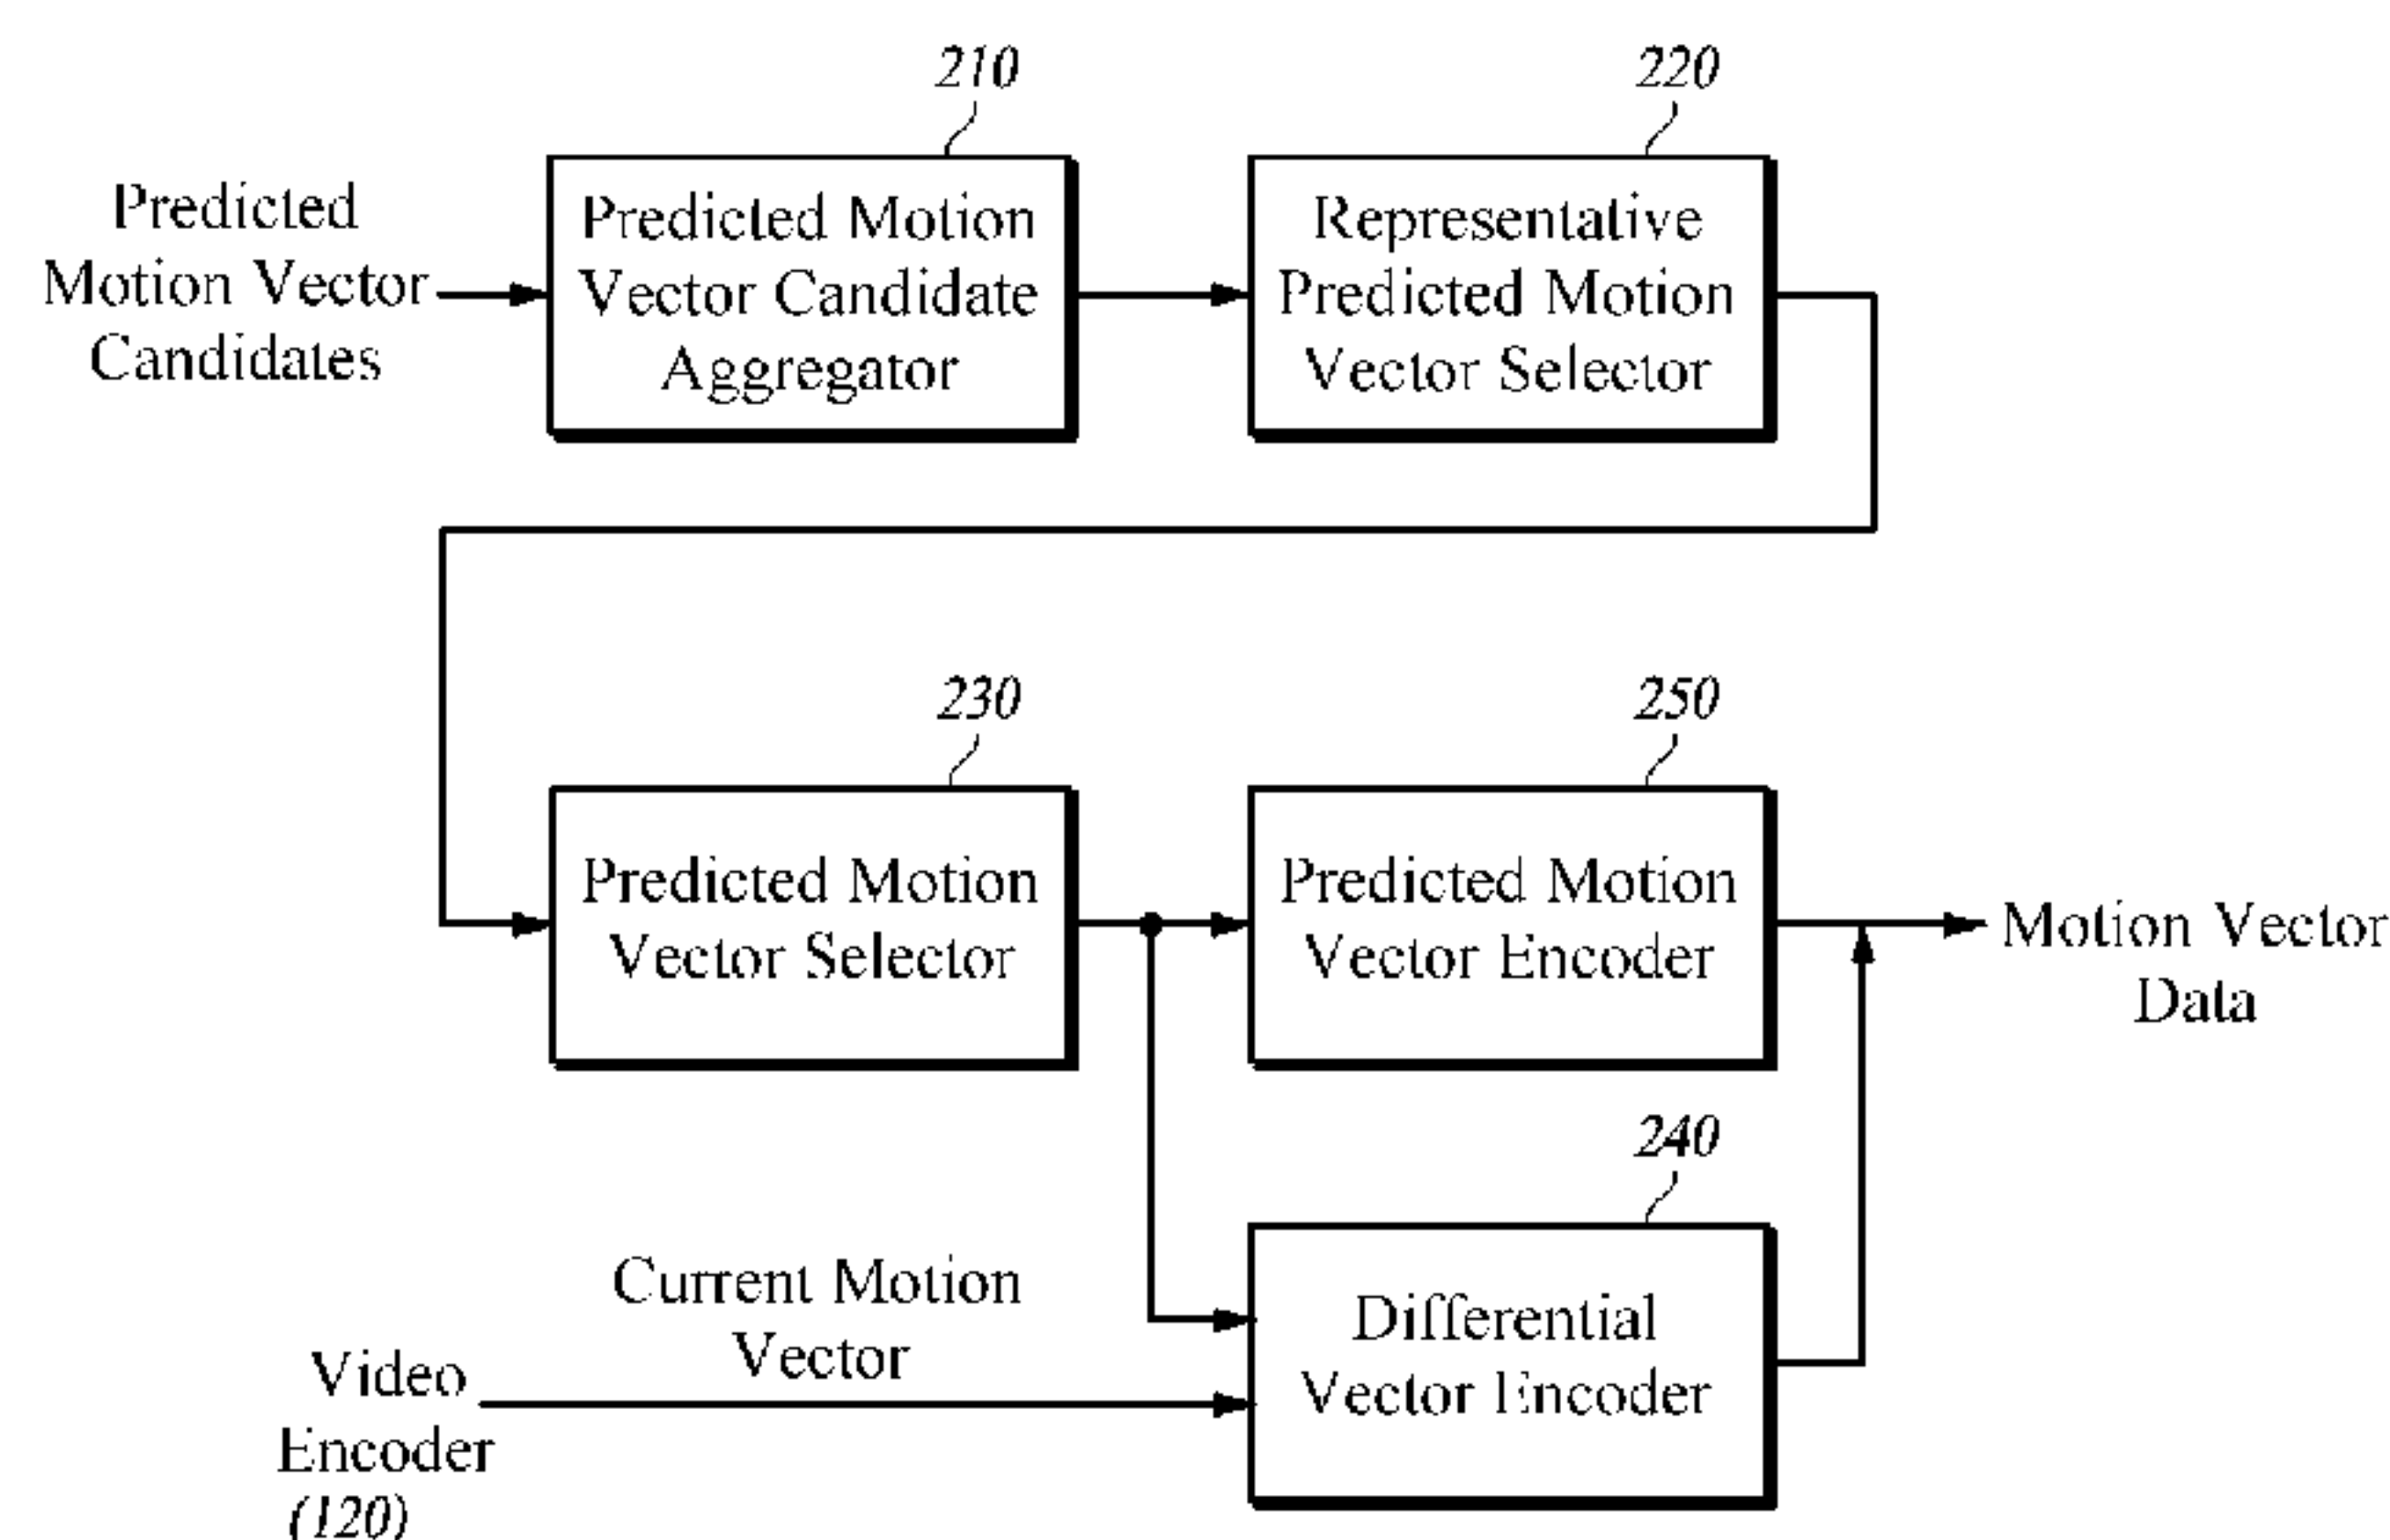 210
220
Predicted
Motion Vector
Candidates
Predicted Motion
Vector Candidate
Aggregator
Representative
Predicted Motion
Vector Selector
230
250
Predicted Motion
Vector Selector
Predicted Motion
Vector Encoder
Motion Vector
Data
240
Current Motion
Vector
Video
Encoder
(120)
Differential
Vector Encoder